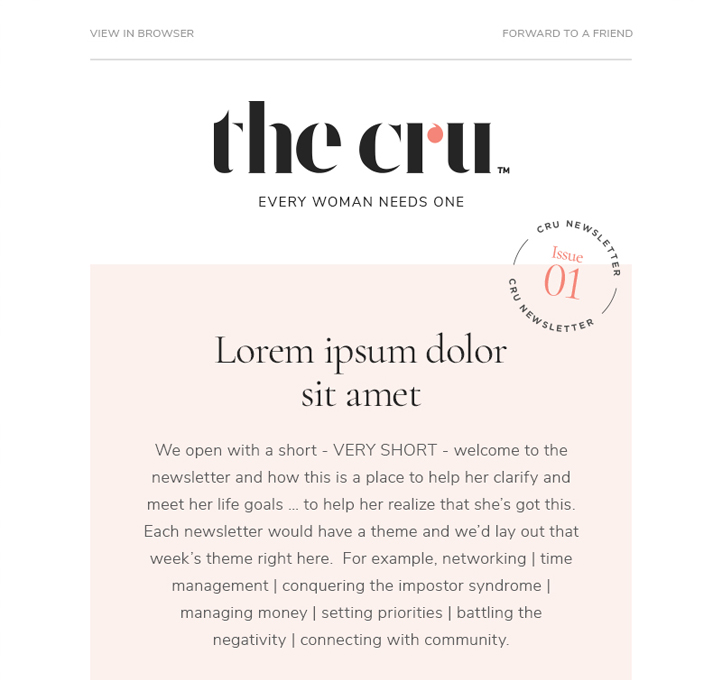 VIEW IN BROWSER
FORWARD TO A FRIEND
the cru™
EVERY WOMAN NEEDS ONE
CRU NEWSLETTER
Issue
01
CRU NEWSLETTER
Lorem ipsum dolor
sit amet
We open with a short - VERY SHORT - welcome to the
newsletter and how this is a place to help her clarify and
meet her life goals ... to help her realize that she's got this.
Each newsletter would have a theme and we'd lay out that
week's theme right here.  For example, networking | time
management | conquering the impostor syndrome |
managing money | setting priorities | battling the
negativity | connecting with community.